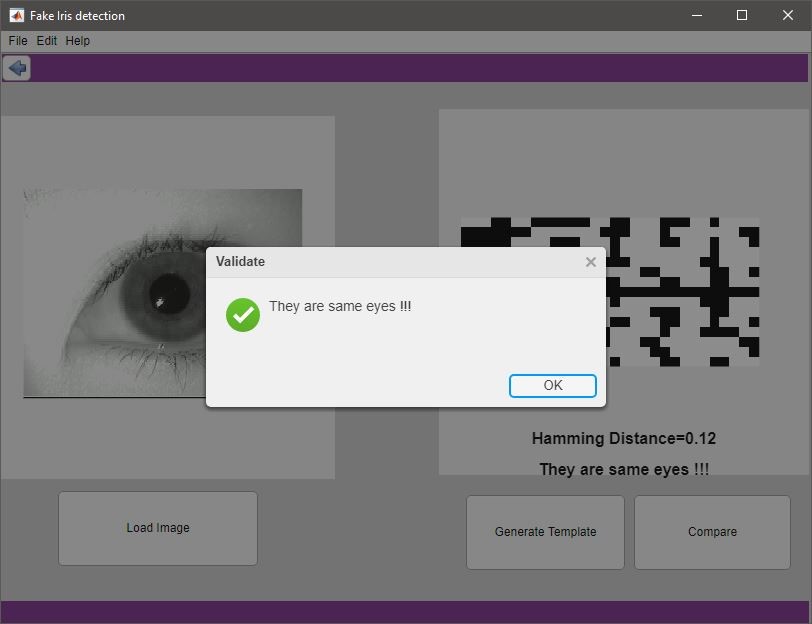 Fake Iris detection
File Edit Help
Validate
They are same eyes !!!
OK
Hamming Distance=0.12
They are same eyes !!!
Load Image
Generate Template
Compare